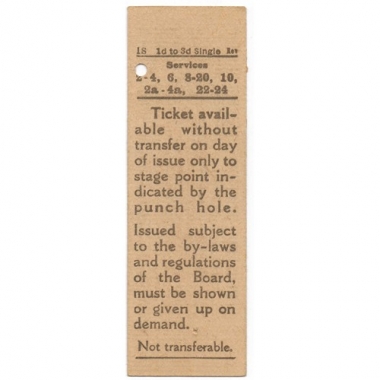 18 1d to 3d Single Rev
Services
2-4, 6, 8-20, 10,
2a-4a, 22-24
Ticket avail-
able without
transfer on day
of issue only to
stage point in-
dicated by the
punch hole.
Issued subject
to the by-laws
and regulations
of the Board,
must be shown
or given up on
demand.
Not transferable.